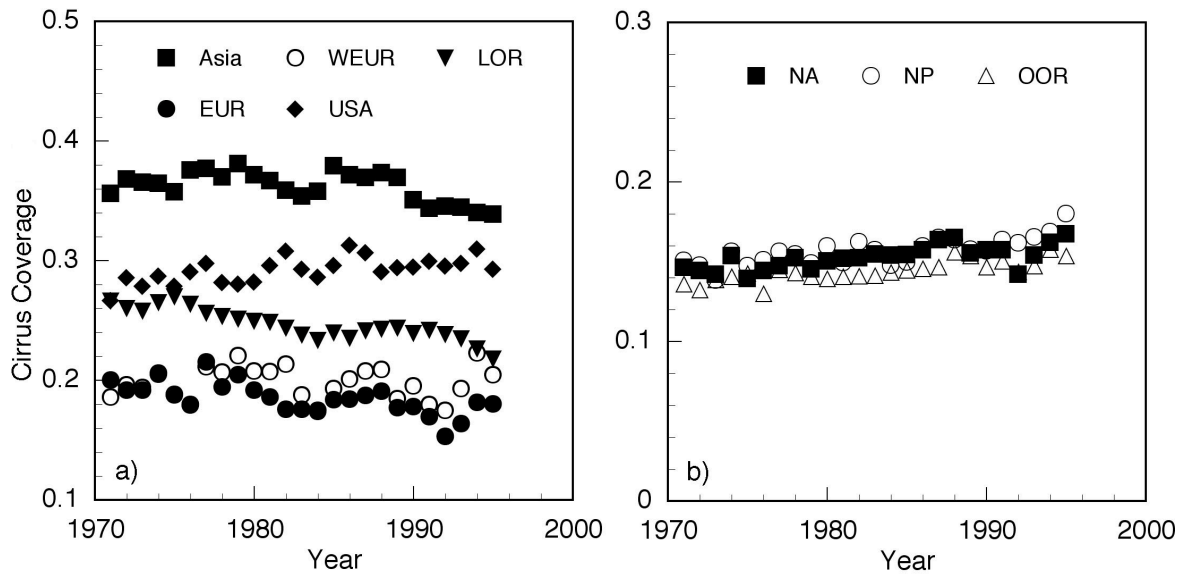 0.5
Asia WEUR LOR
EUR USA
0.4
0.3
0.2
0.1
Cirrus Coverage
a)
1970 1980 1990 2000
Year
0.3
NA NP OOR
0.2
0.1
0
b)
1970 1980 1990 2000
Year